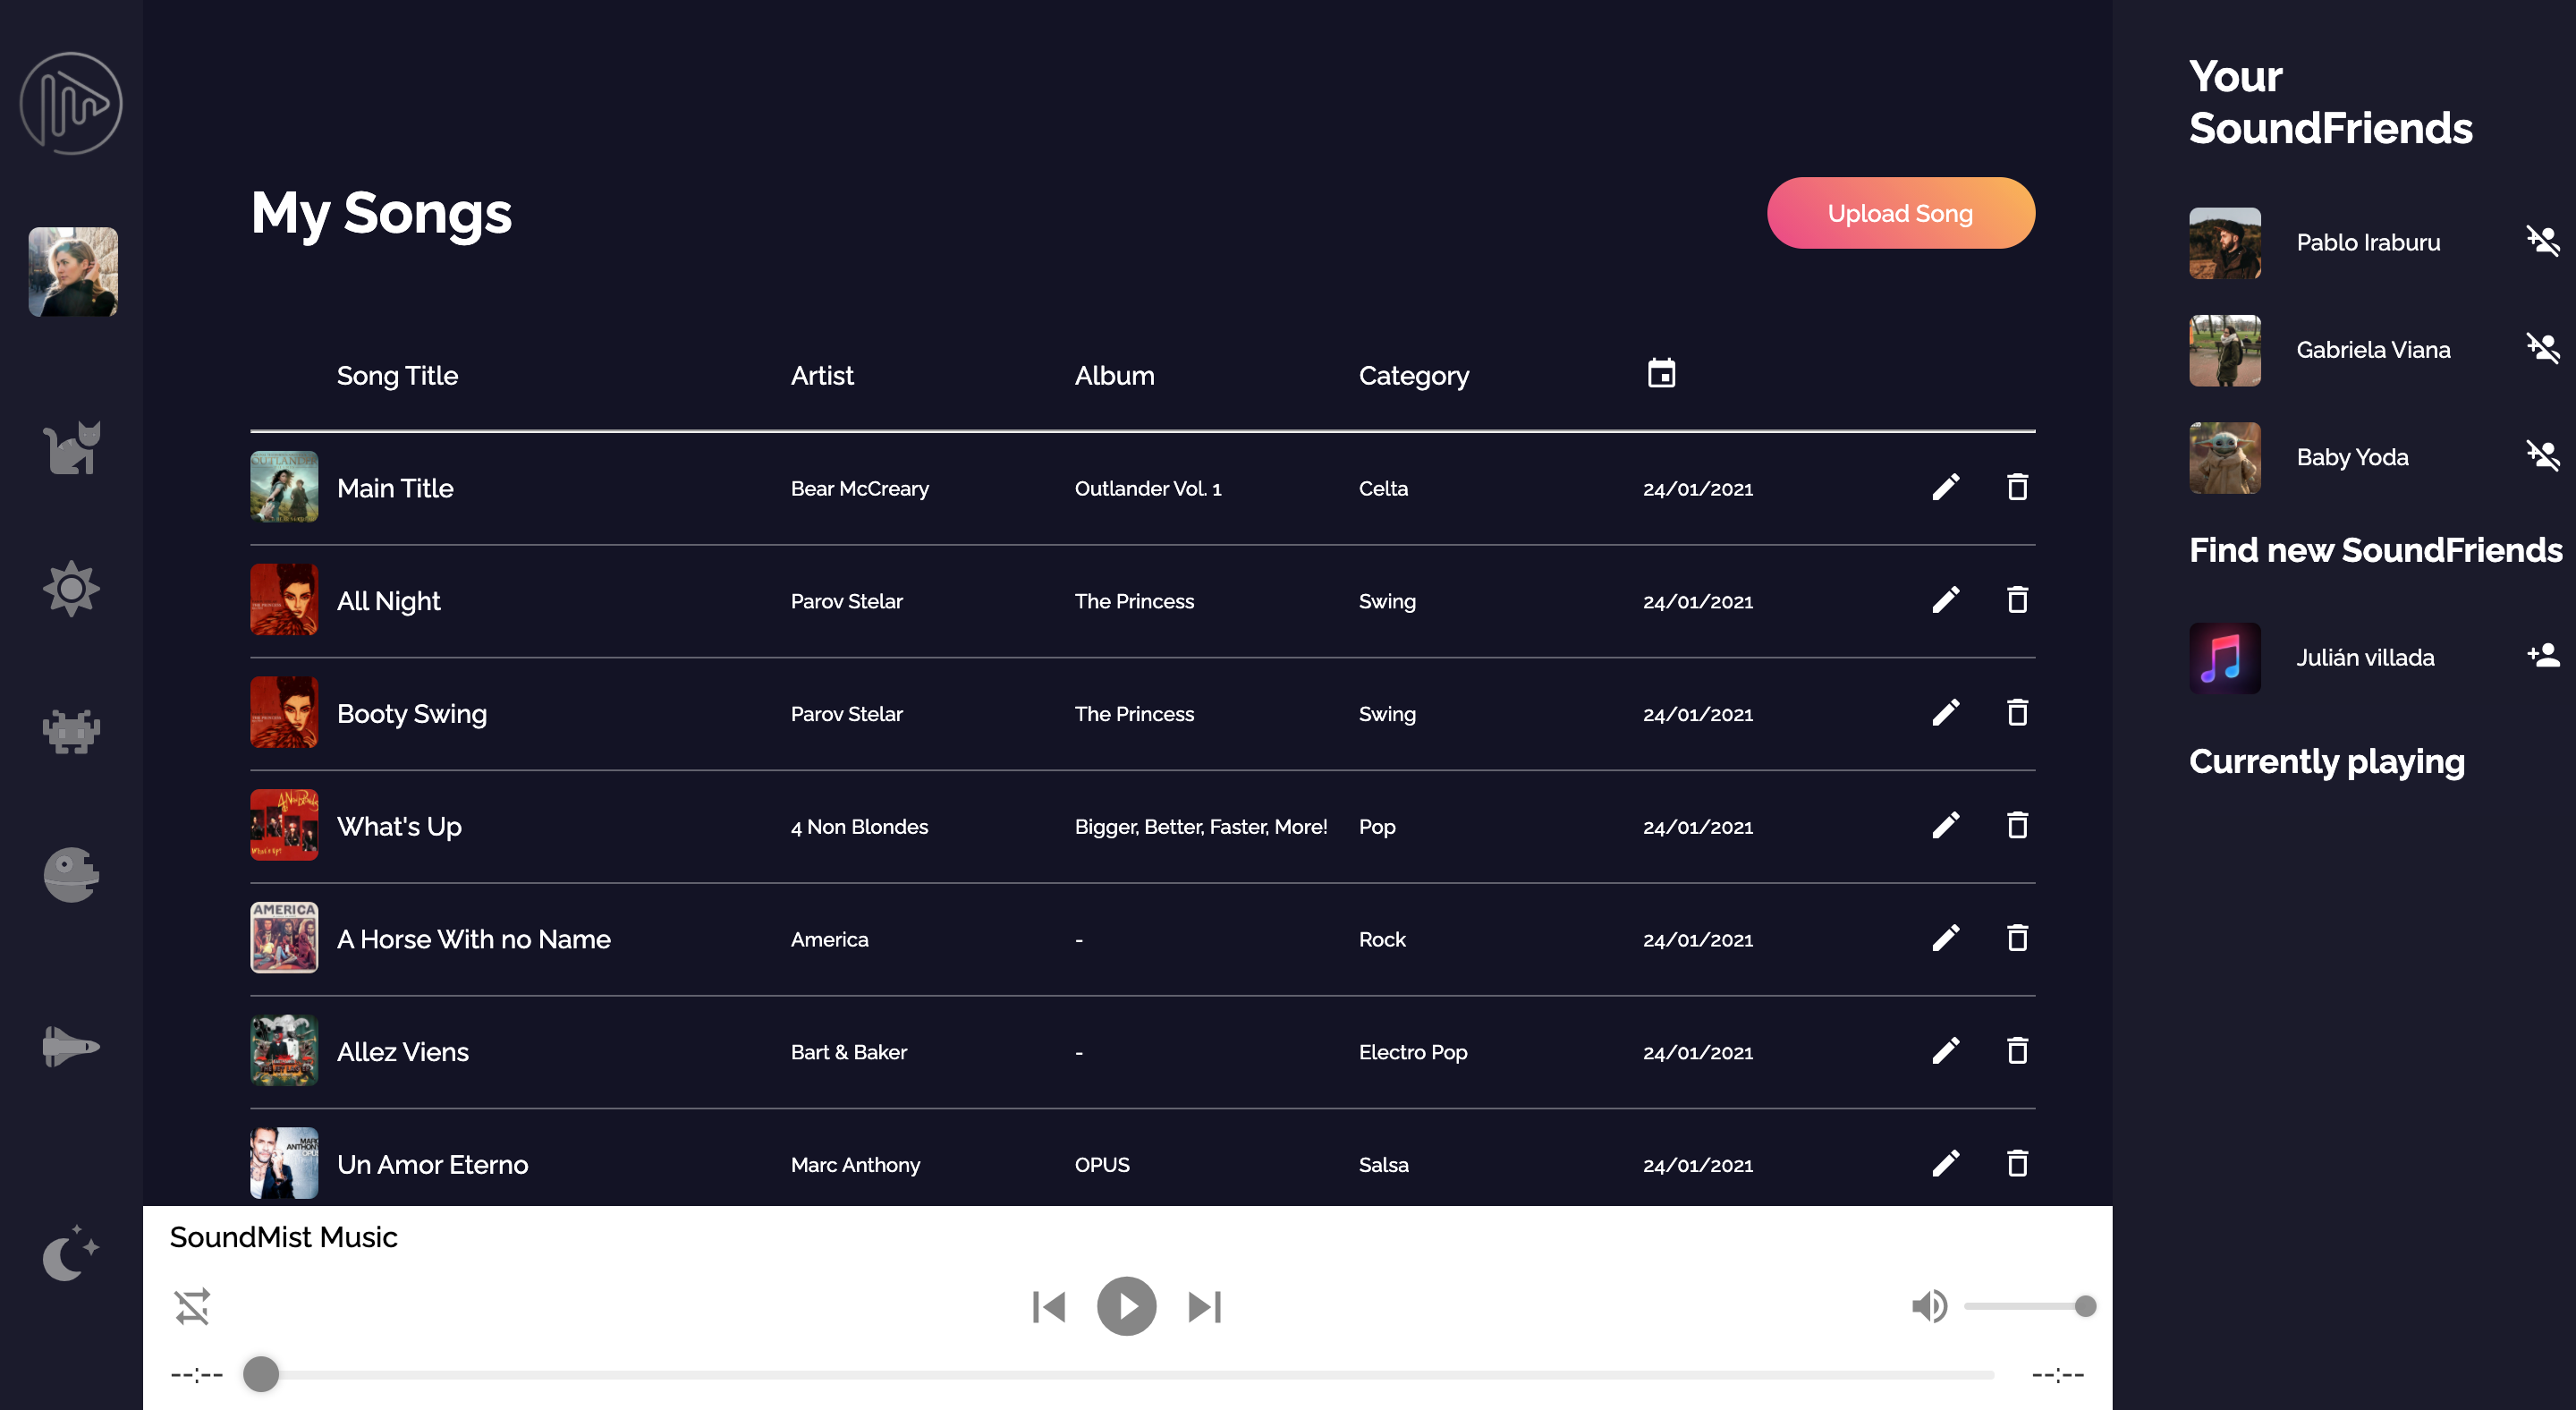 My Songs
Upload Song
Song Title Artist Album Category
OUTLANDER
Main Title Bear McCreary Outlander Vol. 1 Celta 24/01/2021
All Night Parov Stelar The Princess Swing 24/01/2021
Booty Swing Parov Stelar The Princess Swing 24/01/2021
What's Up 4 Non Blondes Bigger, Better, Faster, More! Pop 24/01/2021
AMERICA
A Horse With no Name America - Rock 24/01/2021
Allez Viens Bart & Baker - Electro Pop 24/01/2021
MARC
ANTHONY
OPUS
Un Amor Eterno Marc Anthony OPUS Salsa 24/01/2021
SoundMist Music
--:-- --:--
Your
SoundFriends
Pablo Iraburu
Gabriela Viana
Baby Yoda
Find new SoundFriends
Julián villada
Currently playing